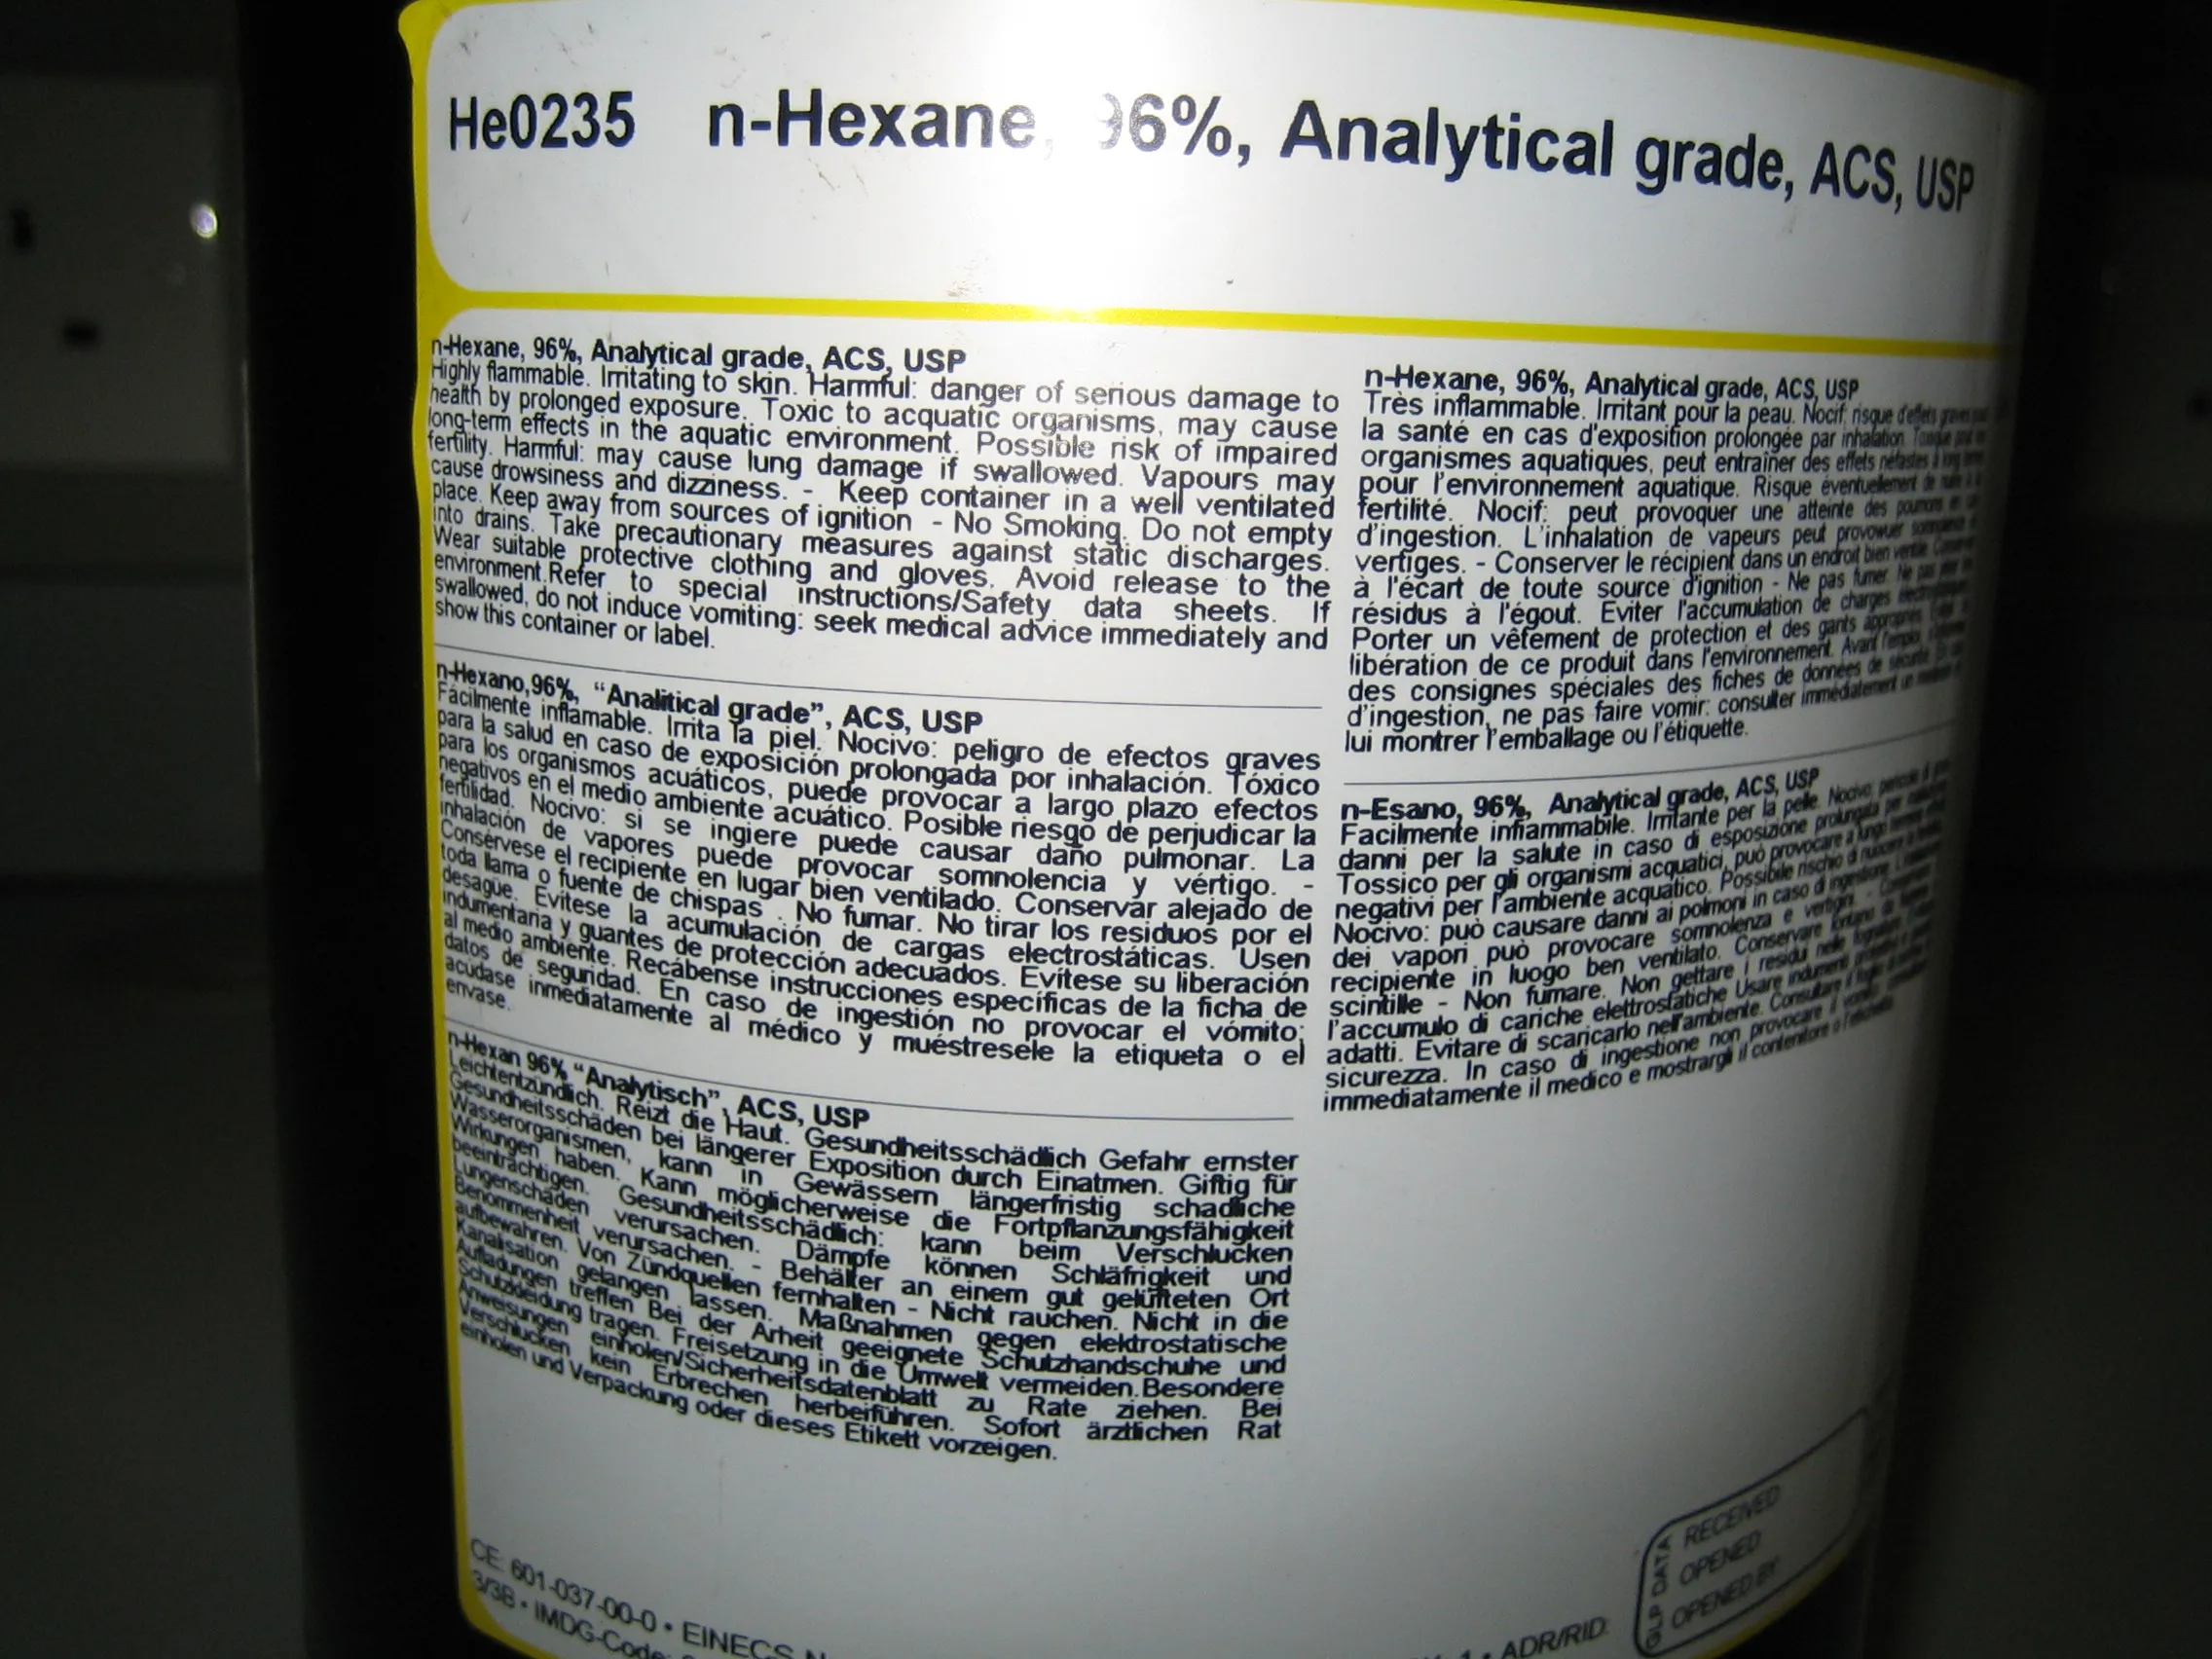 He0235 n-Hexane, 96%, Analytical grade, ACS, USP
n-Hexane, 96%, Analytical grade, ACS, USP
Highly flammable. Irritating to skin. Harmful: danger of serious damage to
health by prolonged exposure. Toxic to acquatic organisms, may cause
long-term effects in the aquatic environment. Possible risk of impaired
fertility. Harmful: may cause lung damage if swallowed. Vapours may
cause drowsiness and dizziness. - Keep container in a well ventilated
place. Keep away from sources of ignition - No Smoking. Do not empty
into drains. Take precautionary measures against static discharges.
Wear suitable protective clothing and gloves. Avoid release to the
environment.Refer to special instructions/Safety data sheets. If
swallowed, do not induce vomiting: seek medical advice immediately and
show this container or label.
n-Hexano,96%, “Analitical grade”, ACS, USP
Fácilmente inflamable. Irrita la piel. Nocivo: peligro de efectos graves
para la salud en caso de exposición prolongada por inhalación. Tóxico
para los organismos acuáticos, puede provocar a largo plazo efectos
negativos en el medio ambiente acuático. Posible riesgo de perjudicar la
fertilidad. Nocivo: si se ingiere puede causar daño pulmonar. La
inhalación de vapores puede provocar somnolencia y vértigo. -
Consérvese el recipiente en lugar bien ventilado. Conservar alejado de
toda llama o fuente de chispas . No fumar. No tirar los residuos por el
desagüe. Evítese la acumulación de cargas electrostáticas. Usen
indumentaria y guantes de protección adecuados. Evítese su liberación
al medio ambiente. Recábense instrucciones específicas de la ficha de
datos de seguridad. En caso de ingestión no provocar el vómito;
acúdase inmediatamente al médico y muéstresele la etiqueta o el
envase.
n-Hexan 96% “Analytisch”, ACS, USP
Leichtentzündlich. Reizt die Haut. Gesundheitsschädlich Gefahr ernster
Gesundheitsschäden bei längerer Exposition durch Einatmen. Giftig für
Wasserorganismen, kann in Gewässern längerfristig schadliche
Wirkungen haben. Kann möglicherweise die Fortpflanzungsfähigkeit
beeinträchtigen. Gesundheitsschädlich: kann beim Verschlucken
Lungenschäden verursachen. Dämpfe können Schläfrigkeit und
Benommenheit verursachen. - Behälter an einem gut gelüfteten Ort
aufbewahren. Von Zündquellen fernhalten - Nicht rauchen. Nicht in die
Kanalisation gelangen lassen. Maßnahmen gegen elektrostatische
Aufladungen treffen Bei der Arheit geeignete Schutzhandschuhe und
Schutzkleidung tragen. Freisetzung in die Umwelt vermeiden.Besondere
Anweisungen einholen/Sicherheitsdatenblatt zu Rate ziehen. Bei
Verschlucken kein Erbrechen herbeiführen. Sofort ärztlichen Rat
einholen und Verpackung oder dieses Etikett vorzeigen.
n-Hexane, 96%, Analytical grade, ACS, USP
Très inflammable. Irritant pour la peau. Nocif: risque d'effets graves
la santé en cas d'exposition prolongée par inhalation.
organismes aquatiques, peut entraîner des effets néfastes à long terme
pour l'environnement aquatique. Risque éventuellement de
fertilité. Nocif: peut provoquer une atteinte des poumons en
d'ingestion. L'inhalation de vapeurs peut provowuer
vertiges. - Conserver le récipient dans un endroit bien ventilé.
à l'écart de toute source d'ignition - Ne pas fumer. Ne pas
résidus à l'égout. Eviter l'accumulation de charges
Porter un vêtement de protection et des gants appropriés.
libération de ce produit dans l'environnement. Avant l'emploi,
des consignes spéciales des fiches de données de sécurité.
d'ingestion, ne pas faire vomir: consulter immédiatement un
lui montrer l'emballage ou l'étiquette.
n-Esano, 96%, Analytical grade, ACS, USP
Facilmente infiammabile. Irritante per la pelle. Nocivo: pericolo di
danni per la salute in caso di esposizione prolungata per
Tossico per gli organismi acquatici, può provocare a lungo termine
negativi per l'ambiente acquatico. Possibile rischio di
Nocivo: può causare danni ai polmoni in caso di ingestione.
dei vapori può provocare somnolenza e vertigini. -
recipiente in luogo ben ventilato. Conservare lontano da
scintille - Non fumare. Non gettare i residui nelle
l'accumulo di cariche elettrostatiche Usare indumenti
adatti. Evitare di scaricarlo nell'ambiente. Consultare
sicurezza. In caso di ingestione non provocare il vomito:
immediatamente il medico e mostrargli il contenitore o l'etichetta.
CE: 601-037-00-0 • EINECS
3/3B • IMDG-Code:
1 • ADR/RID:
GLP DATA
RECEIVED
OPENED
OPENED BY: